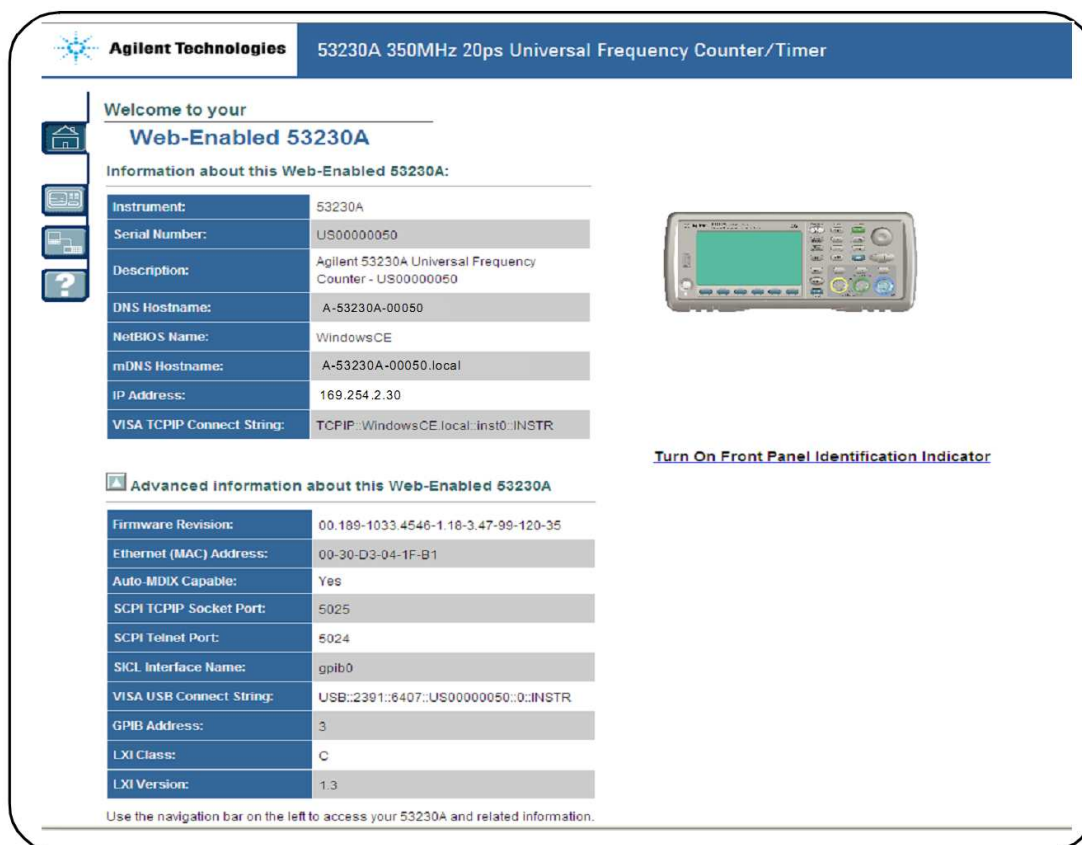 Agilent Technologies
53230A 350MHz 20ps Universal Frequency Counter/Timer
Welcome to your
Web-Enabled 53230A
Information about this Web-Enabled 53230A:
Instrument: 53230A
Serial Number: US00000050
Description: Agilent 53230A Universal Frequency
Counter - US00000050
DNS Hostname: A-53230A-00050
NetBIOS Name: WindowsCE
mDNS Hostname: A-53230A-00050.local
IP Address: 169.254.2.30
VISA TCPIP Connect String: TCPIP::WindowsCE.local::inst0::INSTR
Turn On Front Panel Identification Indicator
Advanced information about this Web-Enabled 53230A
Firmware Revision: 00.189-1033.4546-1.18-3.47-99-120-35
Ethernet (MAC) Address: 00-30-D3-04-1F-B1
Auto-MDIX Capable: Yes
SCPI TCPIP Socket Port: 5025
SCPI Telnet Port: 5024
SICL Interface Name: gpib0
VISA USB Connect String: USB::2391::6407::US00000050::0::INSTR
GPIB Address: 3
LXI Class: C
LXI Version: 1.3
Use the navigation bar on the left to access your 53230A and related information.